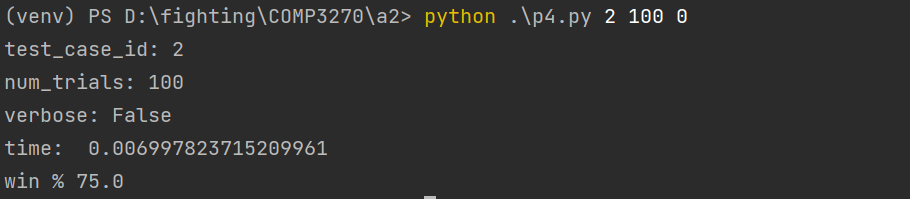 (venv) PS D:\fighting\COMP3270\a2> python .\p4.py 2 100 0
test_case_id: 2
num_trials: 100
verbose: False
time:  0.006997823715209961
win % 75.0